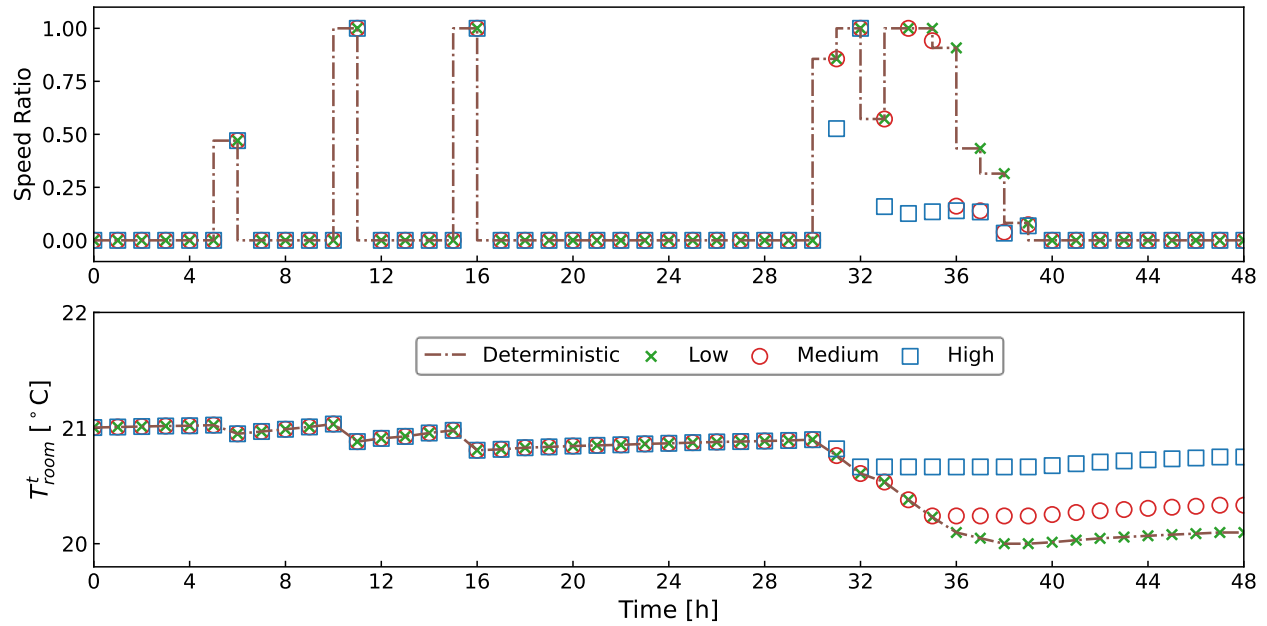 1.00
0.75
0.50
0.25
0.00
Speed Ratio
0 4 8 12 16 20 24 28 32 36 40 44 48
22
21
20
T^t_room [°C]
Deterministic Low Medium High
0 4 8 12 16 20 24 28 32 36 40 44 48
Time [h]